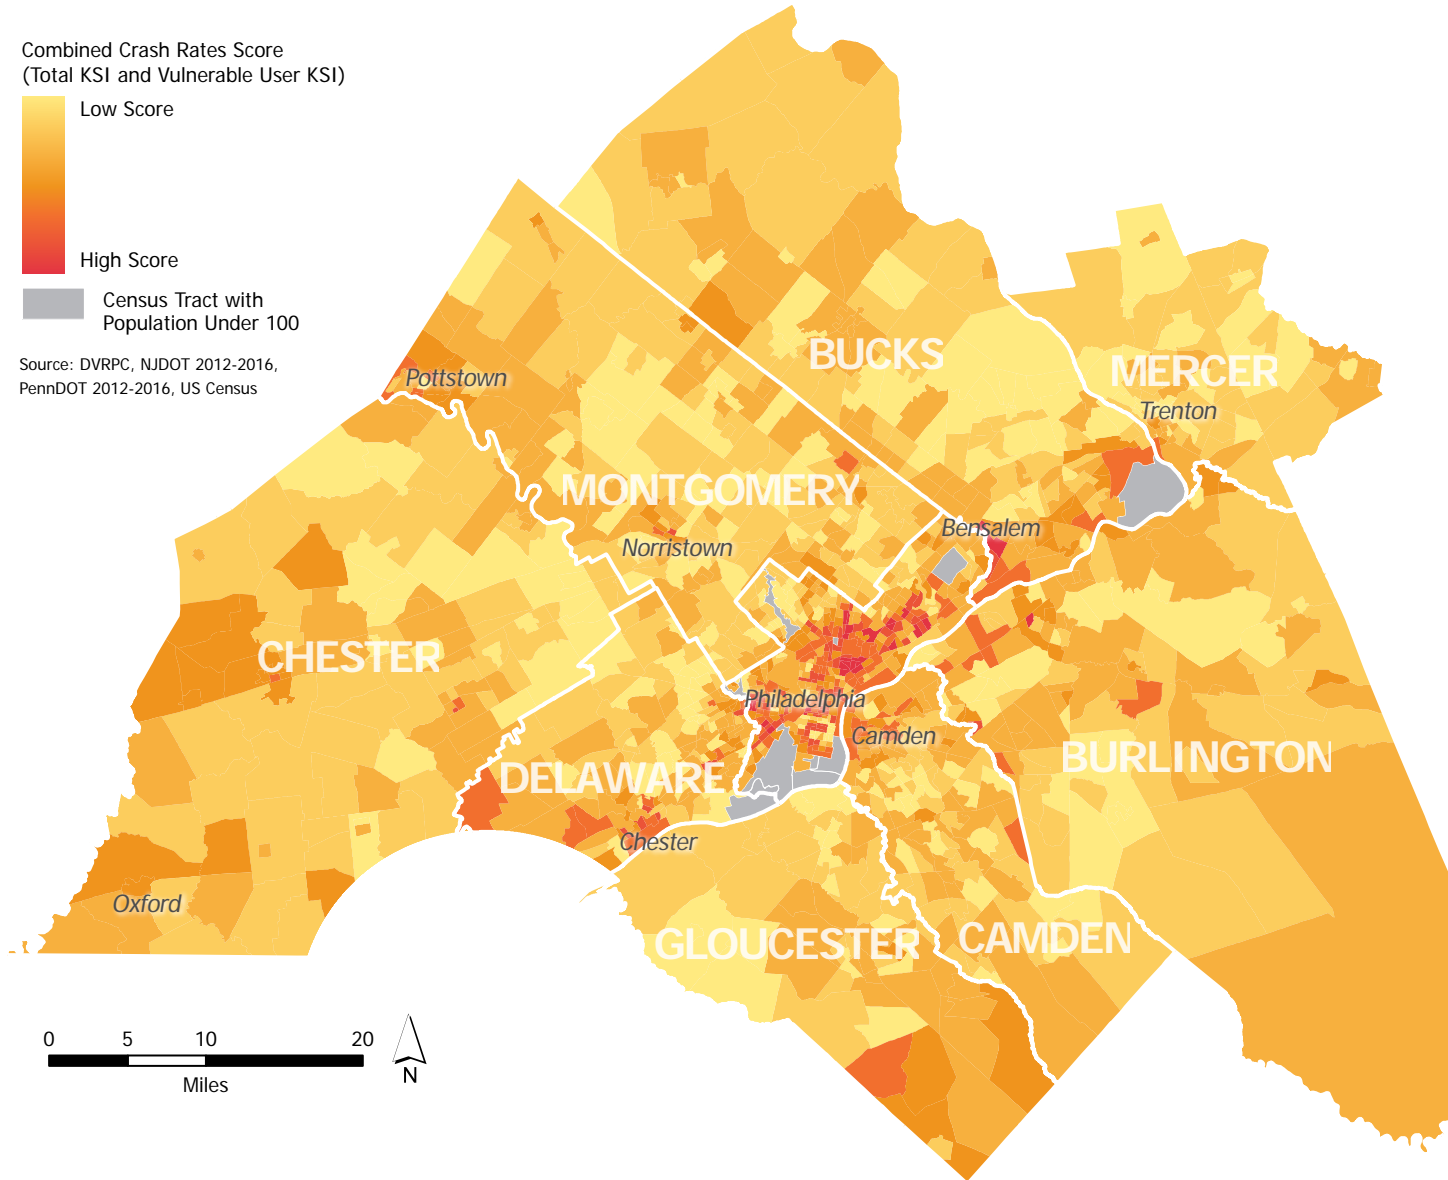 Combined Crash Rates Score
(Total KSI and Vulnerable User KSI)
Low Score
High Score
Census Tract with
Population Under 100
Source: DVRPC, NJDOT 2012-2016,
PennDOT 2012-2016, US Census
BUCKS
MERCER
Trenton
Pottstown
MONTGOMERY
Bensalem
Norristown
CHESTER
Philadelphia
Camden
BURLINGTON
DELAWARE
Chester
Oxford
GLOUCESTER
CAMDEN
0 5 10 20
Miles
N